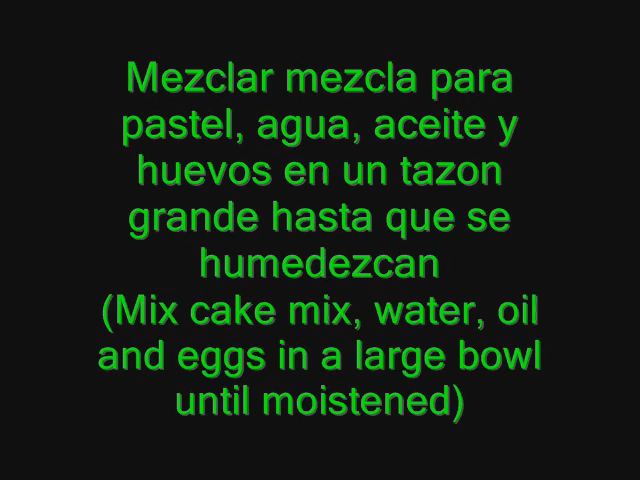 Mezclar mezcla para
pastel, agua, aceite y
huevos en un tazon
grande hasta que se
humedezcan
(Mix cake mix, water, oil
and eggs in a large bowl
until moistened)